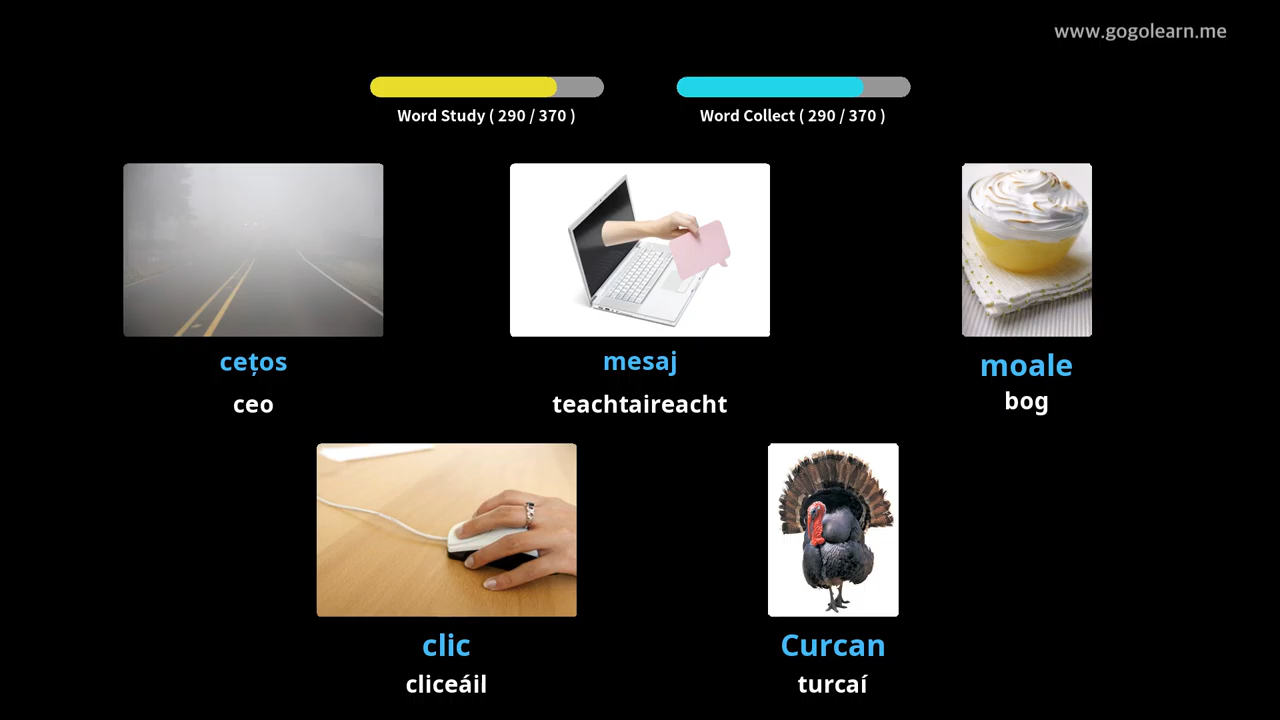 www.gogolearn.me
Word Study ( 290 / 370 )
Word Collect ( 290 / 370 )
cețos
mesaj
moale
ceo
teachtaireacht
bog
clic
Curcan
cliceáil
turcaí